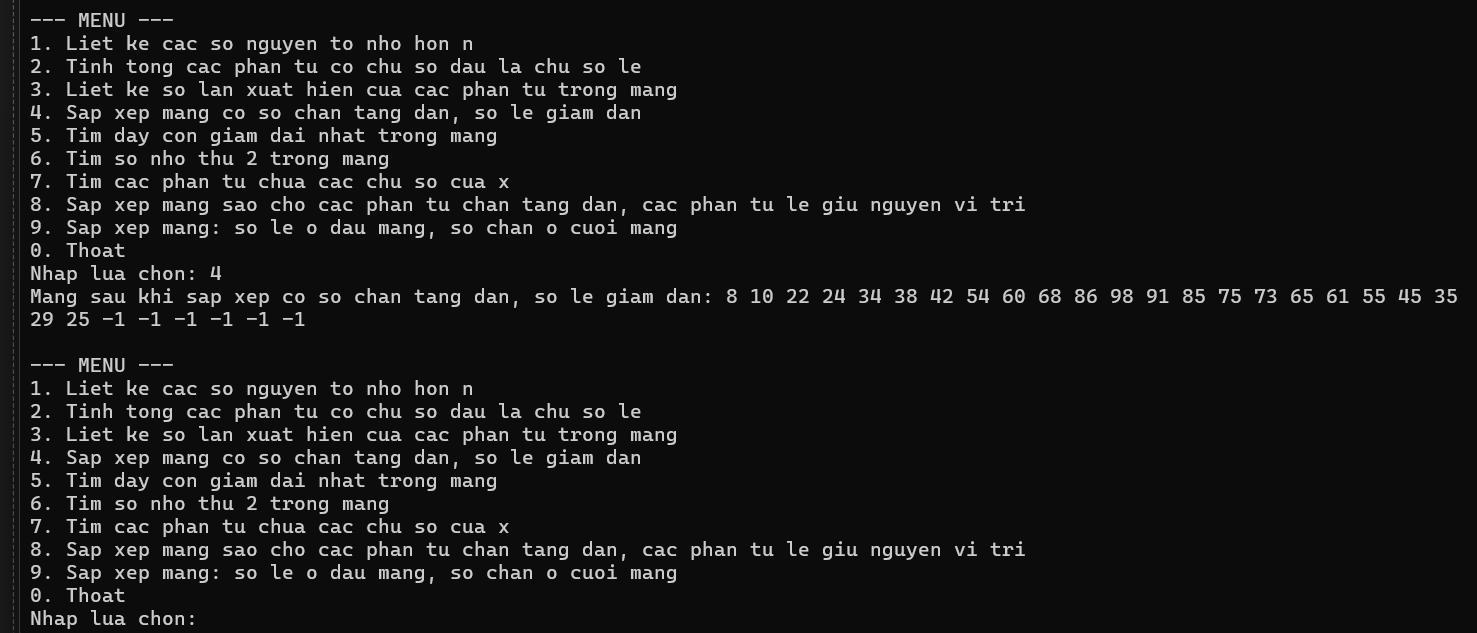 --- MENU ---
1. Liet ke cac so nguyen to nho hon n
2. Tinh tong cac phan tu co chu so dau la chu so le
3. Liet ke so lan xuat hien cua cac phan tu trong mang
4. Sap xep mang co so chan tang dan, so le giam dan
5. Tim day con giam dai nhat trong mang
6. Tim so nho thu 2 trong mang
7. Tim cac phan tu chua cac chu so cua x
8. Sap xep mang sao cho cac phan tu chan tang dan, cac phan tu le giu nguyen vi tri
9. Sap xep mang: so le o dau mang, so chan o cuoi mang
0. Thoat
Nhap lua chon: 4
Mang sau khi sap xep co so chan tang dan, so le giam dan: 8 10 22 24 34 38 42 54 60 68 86 98 91 85 75 73 65 61 55 45 35
29 25 -1 -1 -1 -1 -1 -1
--- MENU ---
1. Liet ke cac so nguyen to nho hon n
2. Tinh tong cac phan tu co chu so dau la chu so le
3. Liet ke so lan xuat hien cua cac phan tu trong mang
4. Sap xep mang co so chan tang dan, so le giam dan
5. Tim day con giam dai nhat trong mang
6. Tim so nho thu 2 trong mang
7. Tim cac phan tu chua cac chu so cua x
8. Sap xep mang sao cho cac phan tu chan tang dan, cac phan tu le giu nguyen vi tri
9. Sap xep mang: so le o dau mang, so chan o cuoi mang
0. Thoat
Nhap lua chon: